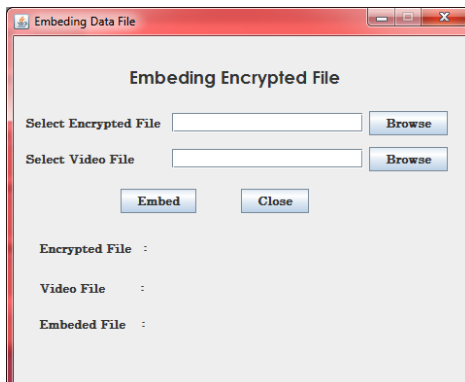 Embeding Data File
Embeding Encrypted File
Select Encrypted File Browse
Select Video File Browse
Embed Close
Encrypted File :
Video File :
Embeded File :